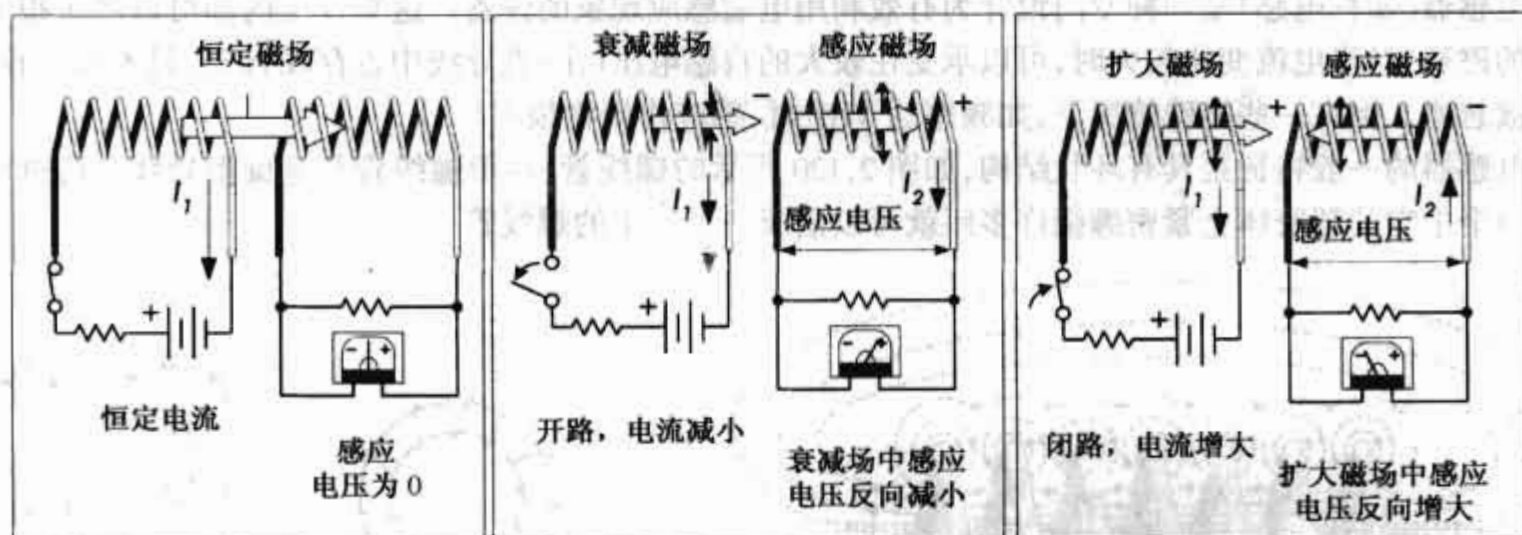 恒定磁场
I₁
+
- +
恒定电流
感应
电压为 0
衰减磁场 感应磁场
- +
I₁ I₂
感应电压
+
- +
开路，电流减小
衰减场中感应
电压反向减小
扩大磁场 感应磁场
+ -
I₁ I₂
感应电压
+
- +
闭路，电流增大
扩大磁场中感应
电压反向增大